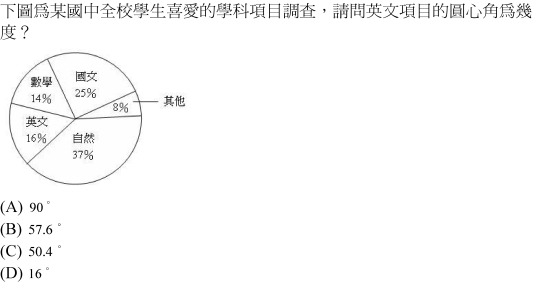 下圖為某國中全校學生喜愛的學科項目調查，請問英文項目的圓心角為幾
度？
數學
14%
國文
25%
8%
其他
英文
16%
自然
37%
(A) 90°
(B) 57.6°
(C) 50.4°
(D) 16°